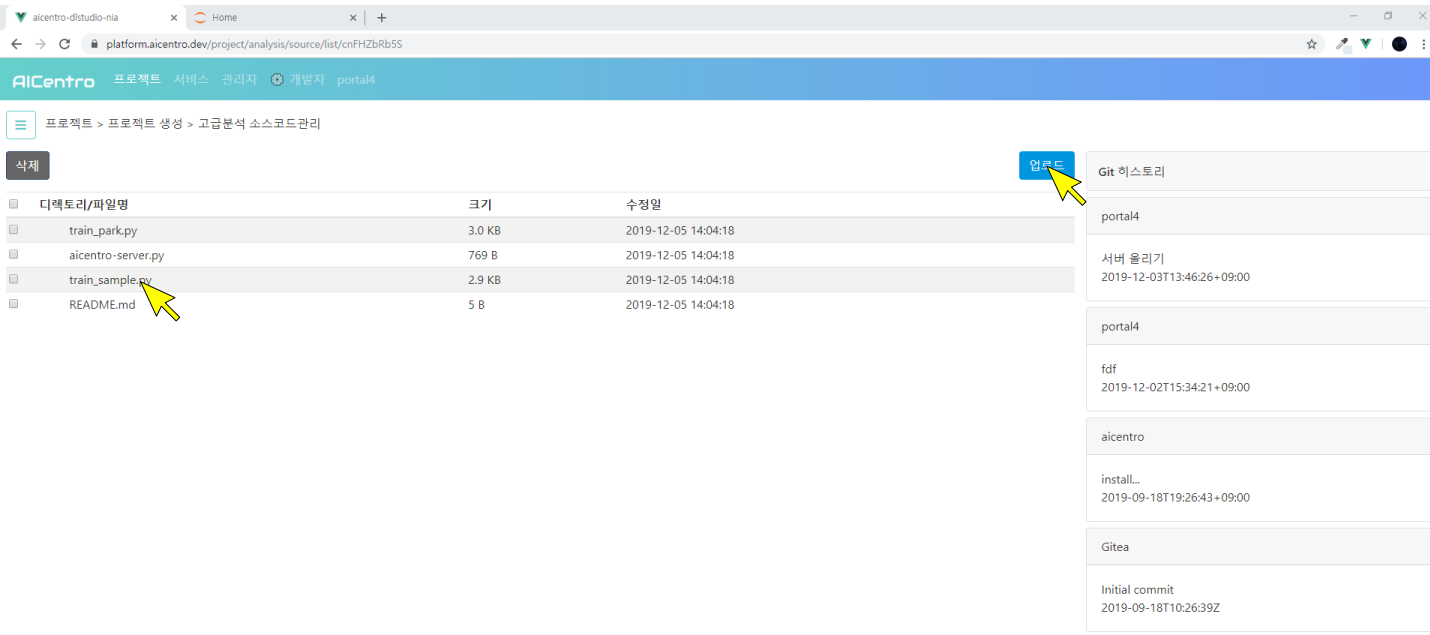 aicentro-dlstudio-nia
Home
platform.aicentro.dev/project/analysis/source/list/cnFHZbRb5S
AICentro 프로젝트 서비스 관리자 개발자 portal4
프로젝트 > 프로젝트 생성 > 고급분석 소스코드관리
삭제
업로드
디렉토리/파일명 크기 수정일
train_park.py 3.0 KB 2019-12-05 14:04:18
aicentro-server.py 769 B 2019-12-05 14:04:18
train_sample.py 2.9 KB 2019-12-05 14:04:18
README.md 5 B 2019-12-05 14:04:18
Git 히스토리
portal4
서버 올리기
2019-12-03T13:46:26+09:00
portal4
fdf
2019-12-02T15:34:21+09:00
aicentro
install...
2019-09-18T19:26:43+09:00
Gitea
Initial commit
2019-09-18T10:26:39Z